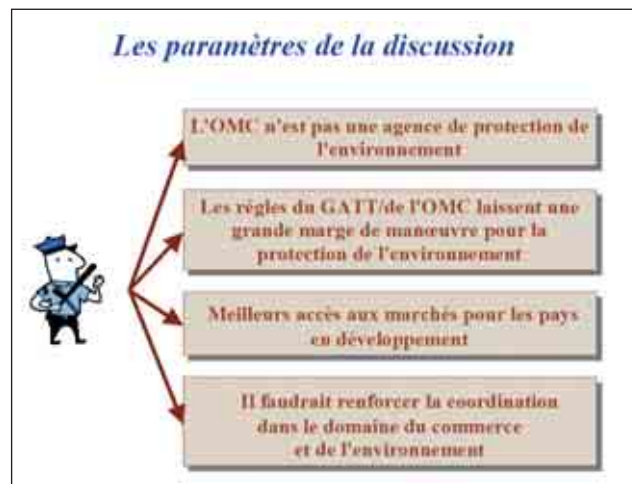 Les paramètres de la discussion
L'OMC n'est pas une agence de protection de
l'environnement
Les règles du GATT/de l'OMC laissent une
grande marge de manœuvre pour la
protection de l'environnement
Meilleurs accès aux marchés pour les pays
en développement
Il faudrait renforcer la coordination
dans le domaine du commerce
et de l'environnement